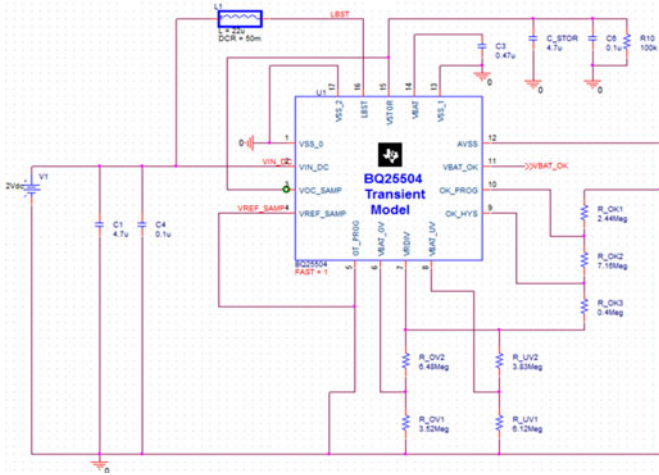 L1
L = 22u
DCR = 50m
LBST
C3
0.47u
C_STOR
4.7u
C6
0.1u
R10
100k
0
0
0
U1
17
16
15
14
13
VSS_2
LBST
VSTOR
VBAT
VSS_1
0
1
VSS_0
AVSS
12
VIN_DC
2
VIN_DC
VBAT_OK
11
VBAT_OK
3
VOC_SAMP
OK_PROG
10
VREF_SAMP
4
VREF_SAMP
OK_HYS
9
BQ25504
Transient
Model
OT_PROG
VBAT_OV
VRDIV
VBAT_UV
BQ25504
FAST = 1
5
6
7
8
V1
2Vdc
C1
4.7u
C4
0.1u
R_OK1
2.44Meg
R_OK2
7.16Meg
R_OK3
0.4Meg
R_OV2
6.48Meg
R_UV2
3.83Meg
R_OV1
3.52Meg
R_UV1
6.12Meg
0